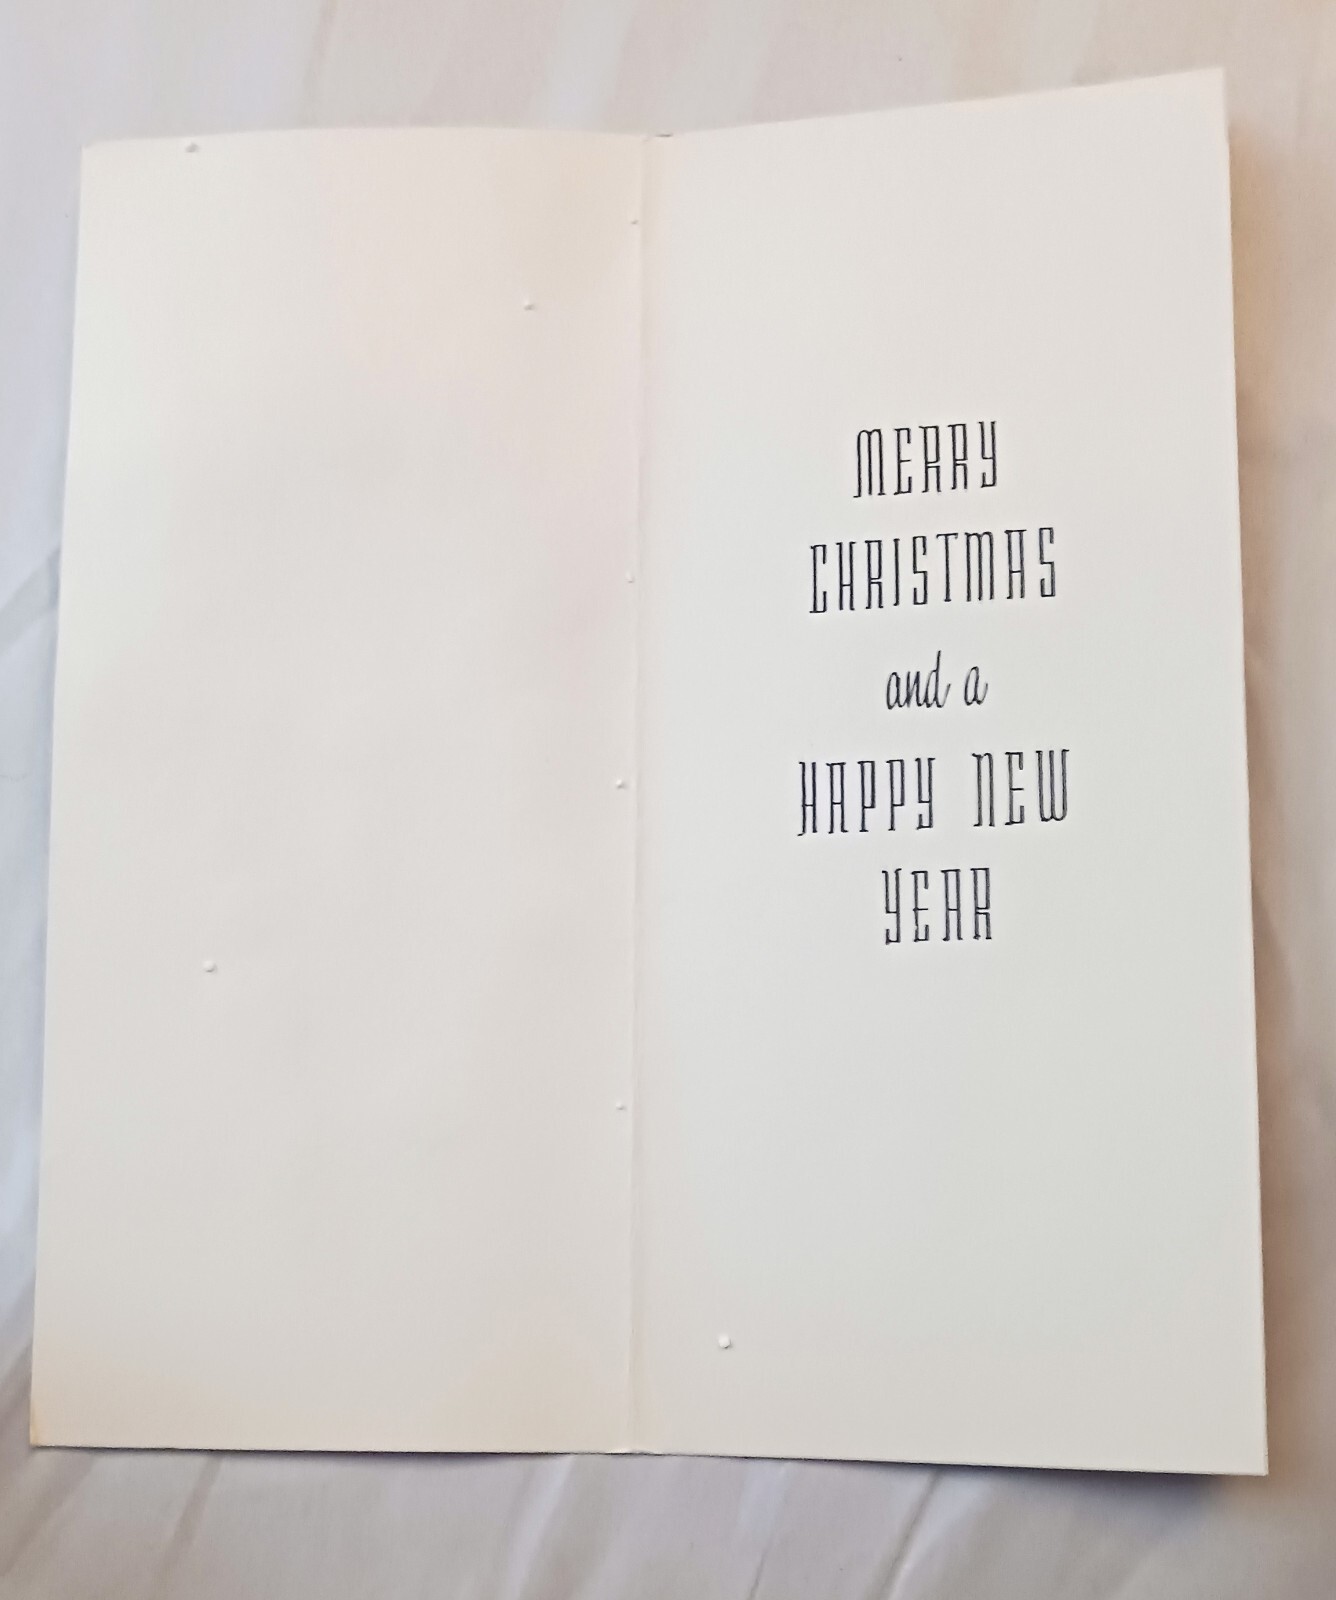 MERRY
CHRISTMAS
and a
HAPPY NEW
YEAR